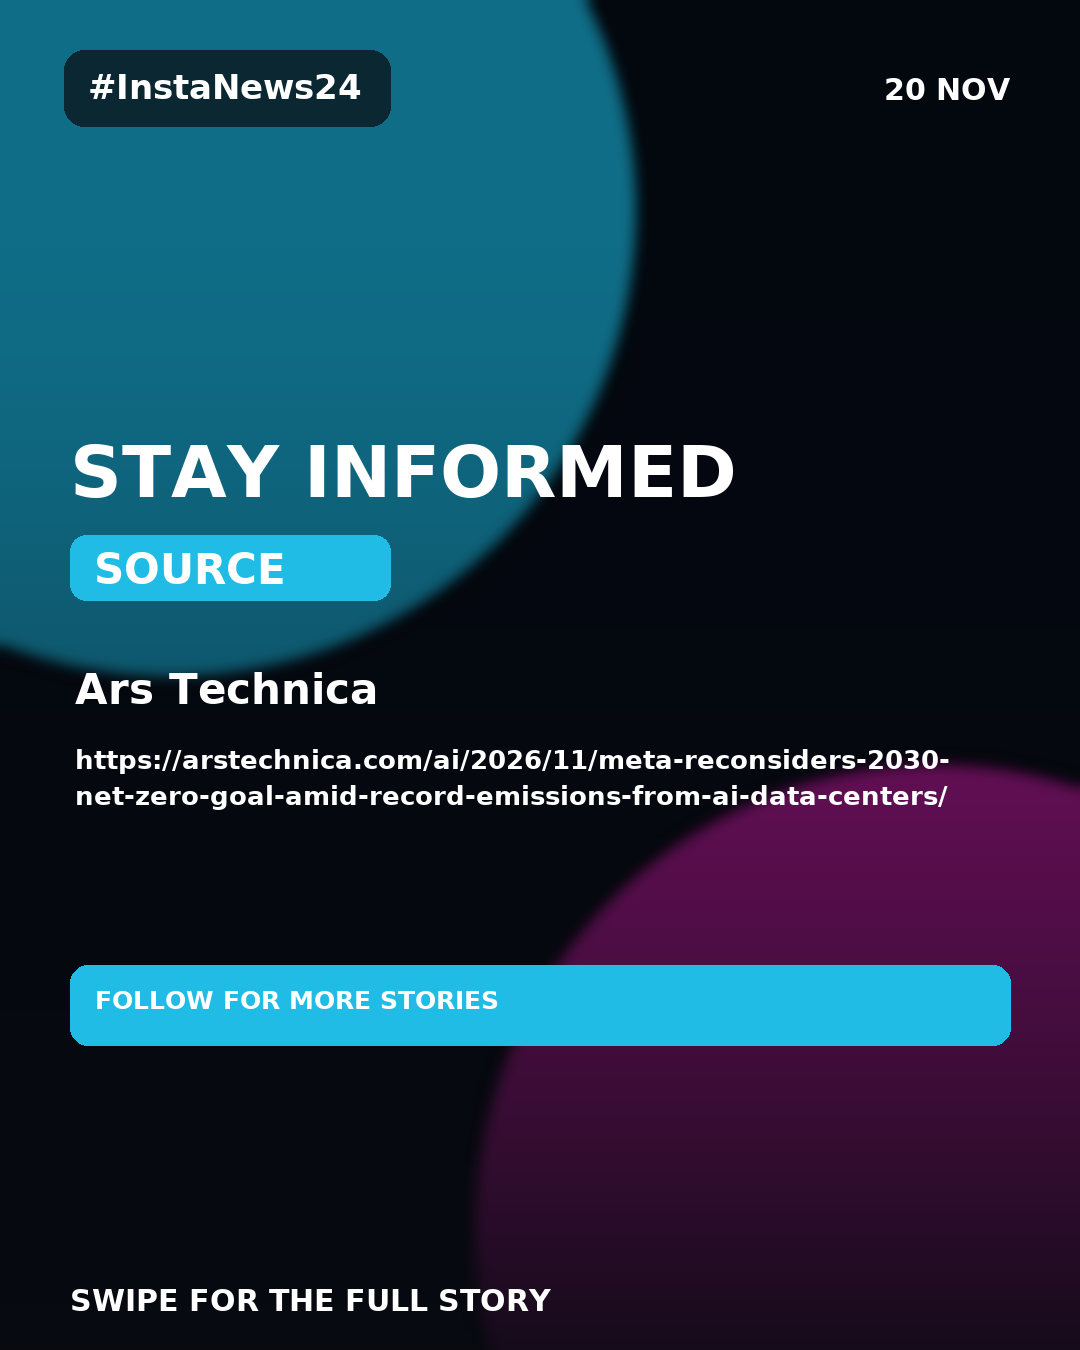 #InstaNews24
20 NOV
STAY INFORMED
SOURCE
Ars Technica
https://arstechnica.com/ai/2026/11/meta-reconsiders-2030-
net-zero-goal-amid-record-emissions-from-ai-data-centers/
FOLLOW FOR MORE STORIES
SWIPE FOR THE FULL STORY